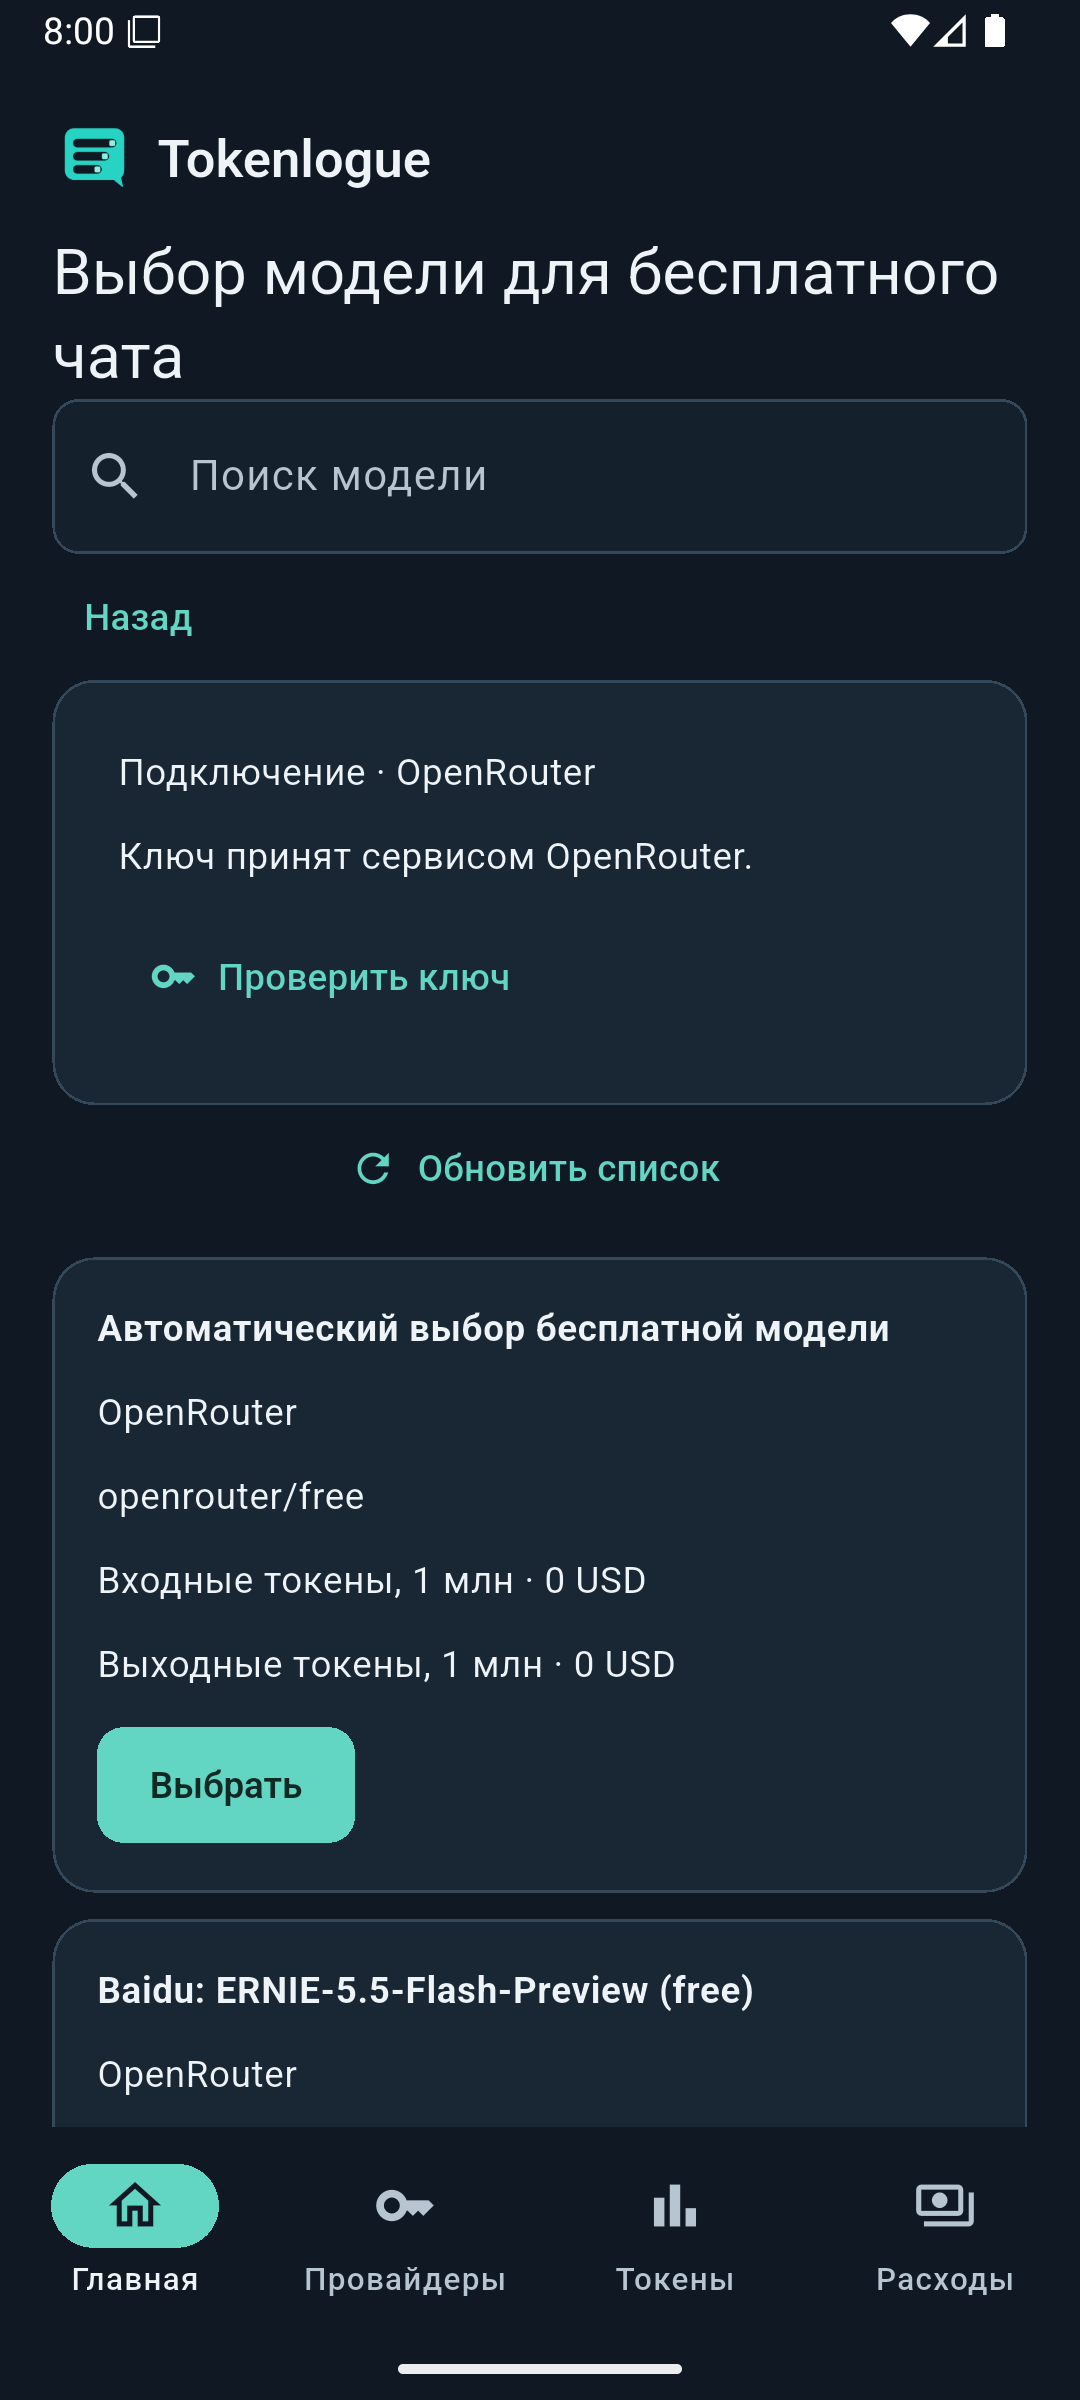 8:00
Tokenlogue
Выбор модели для бесплатного
чата
Поиск модели
Назад
Подключение · OpenRouter
Ключ принят сервисом OpenRouter.
Проверить ключ
Обновить список
Автоматический выбор бесплатной модели
OpenRouter
openrouter/free
Входные токены, 1 млн · 0 USD
Выходные токены, 1 млн · 0 USD
Выбрать
Baidu: ERNIE-5.5-Flash-Preview (free)
OpenRouter
Главная
Провайдеры
Токены
Расходы